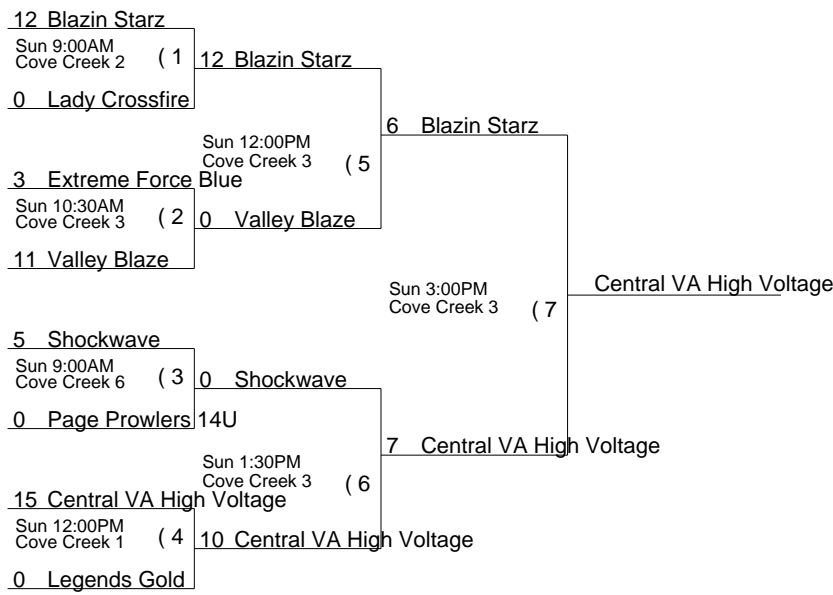 12 Blazin Starz
Sun 9:00AM
Cove Creek 2
( 1
0 Lady Crossfire
12 Blazin Starz
Sun 12:00PM
Cove Creek 3
( 5
6 Blazin Starz
3 Extreme Force Blue
Sun 10:30AM
Cove Creek 3
( 2
0 Valley Blaze
11 Valley Blaze
Sun 3:00PM
Cove Creek 3
( 7
Central VA High Voltage
5 Shockwave
Sun 9:00AM
Cove Creek 6
( 3
0 Shockwave
0 Page Prowlers 14U
Sun 1:30PM
Cove Creek 3
( 6
7 Central VA High Voltage
15 Central VA High Voltage
Sun 12:00PM
Cove Creek 1
( 4
10 Central VA High Voltage
0 Legends Gold